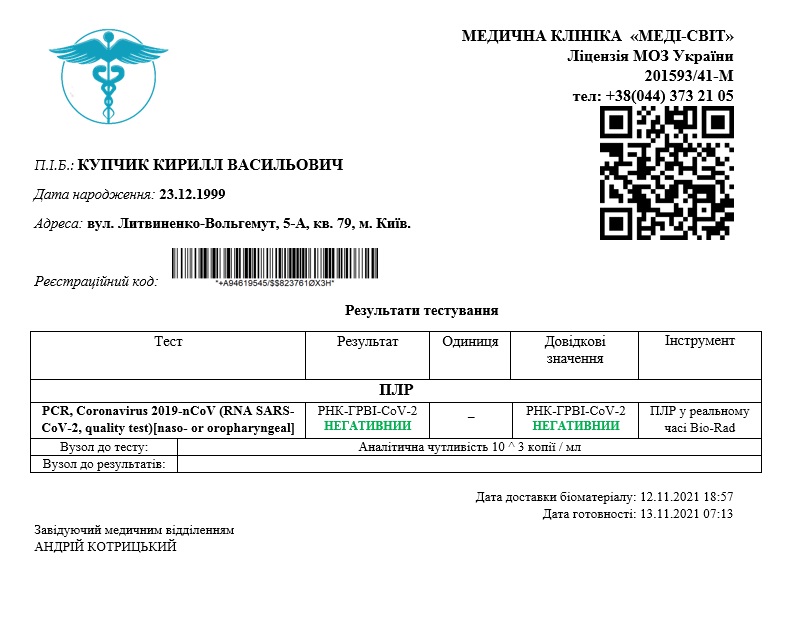 МЕДИЧНА КЛІНІКА «МЕДІ-СВІТ»
Ліцензія МОЗ України
201593/41-М
тел: +38(044) 373 21 05
П.І.Б.: КУПЧИК КИРИЛЛ ВАСИЛЬОВИЧ
Дата народження: 23.12.1999
Адреса: вул. Литвиненко-Вольгемут, 5-А, кв. 79, м. Київ.
Реєстраційний код:
*+A94619545/$$823761ØX3H*
Результати тестування
Тест Результат Одиниця Довідкові значення Інструмент
ПЛР
PCR, Coronavirus 2019-nCoV (RNA SARS-
CoV-2, quality test)[naso- or oropharyngeal]
РНК-ГРВІ-CoV-2
НЕГАТИВНИИ
–
РНК-ГРВІ-CoV-2
НЕГАТИВНИИ
ПЛР у реальному
часі Bio-Rad
Вузол до тесту: Аналітична чутливість 10 ^ 3 копії / мл
Вузол до результатів:
Дата доставки біоматеріалу: 12.11.2021 18:57
Дата готовності: 13.11.2021 07:13
Завідуючий медичним відділенням
АНДРІЙ КОТРИЦЬКИЙ